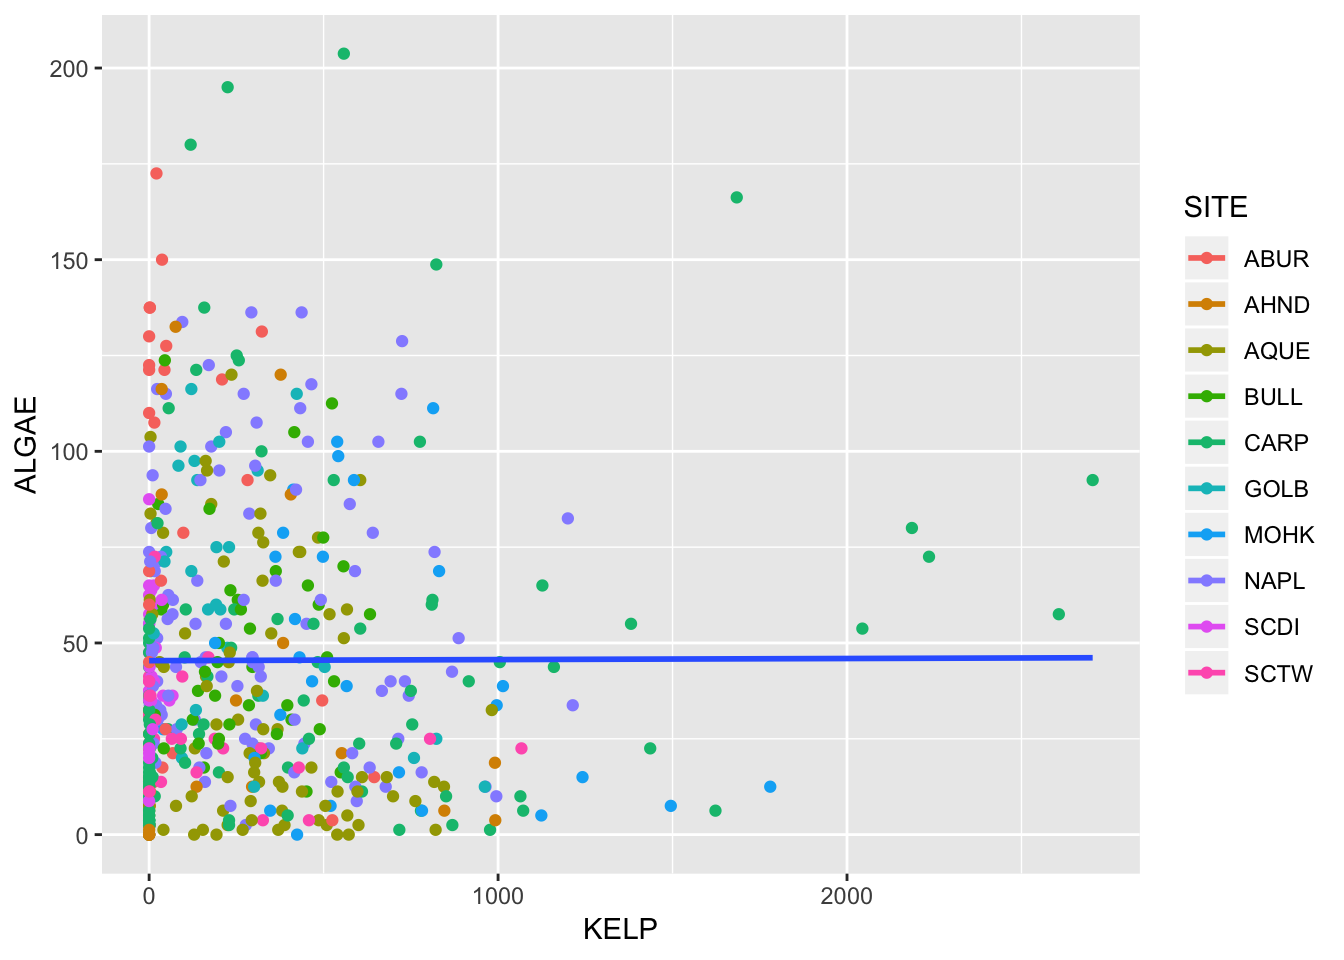 200
150
100
50
0
ALGAE
0 1000 2000
KELP
SITE
ABUR
AHND
AQUE
BULL
CARP
GOLB
MOHK
NAPL
SCDI
SCTW